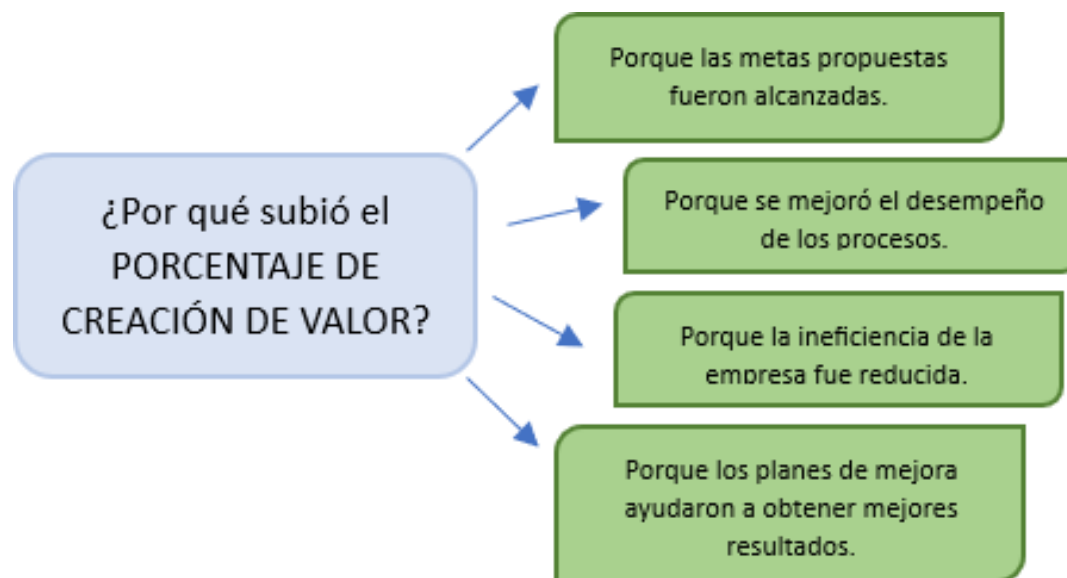 ¿Por qué subió el
PORCENTAJE DE
CREACIÓN DE VALOR?
Porque las metas propuestas
fueron alcanzadas.
Porque se mejoró el desempeño
de los procesos.
Porque la ineficiencia de la
empresa fue reducida.
Porque los planes de mejora
ayudaron a obtener mejores
resultados.